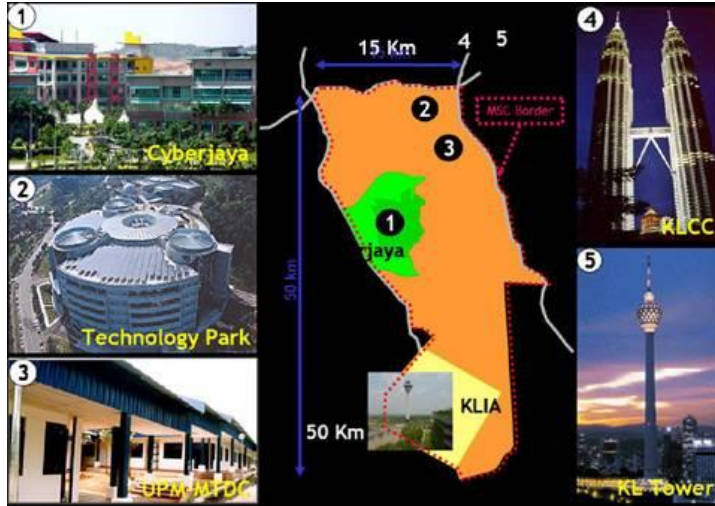 1
Cyberjaya
2
Technology Park
3
UPM-MTDC
15 Km
4 5
2
3
MSC Border
1
rjaya
50 km
KLIA
50 Km
4
KLCC
5
KL Tower